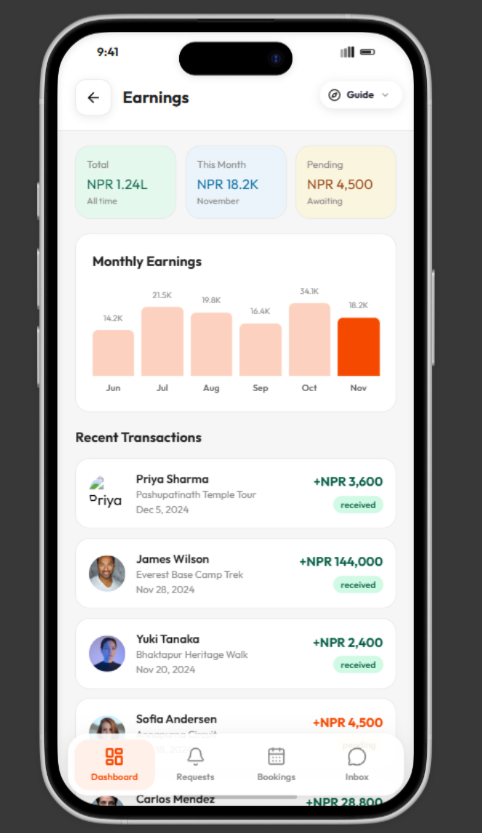 9:41
Earnings
Guide
Total
NPR 1.24L
All time
This Month
NPR 18.2K
November
Pending
NPR 4,500
Awaiting
Monthly Earnings
14.2K
21.5K
19.8K
16.4K
34.1K
18.2K
Jun
Jul
Aug
Sep
Oct
Nov
Recent Transactions
Priya
Priya Sharma
Pashupatinath Temple Tour
Dec 5, 2024
+NPR 3,600
received
James Wilson
Everest Base Camp Trek
Nov 28, 2024
+NPR 144,000
received
Yuki Tanaka
Bhaktapur Heritage Walk
Nov 20, 2024
+NPR 2,400
received
Sofia Andersen
+NPR 4,500
Dashboard
Requests
Bookings
Inbox
Carlos Mendez
+NPR 28,800